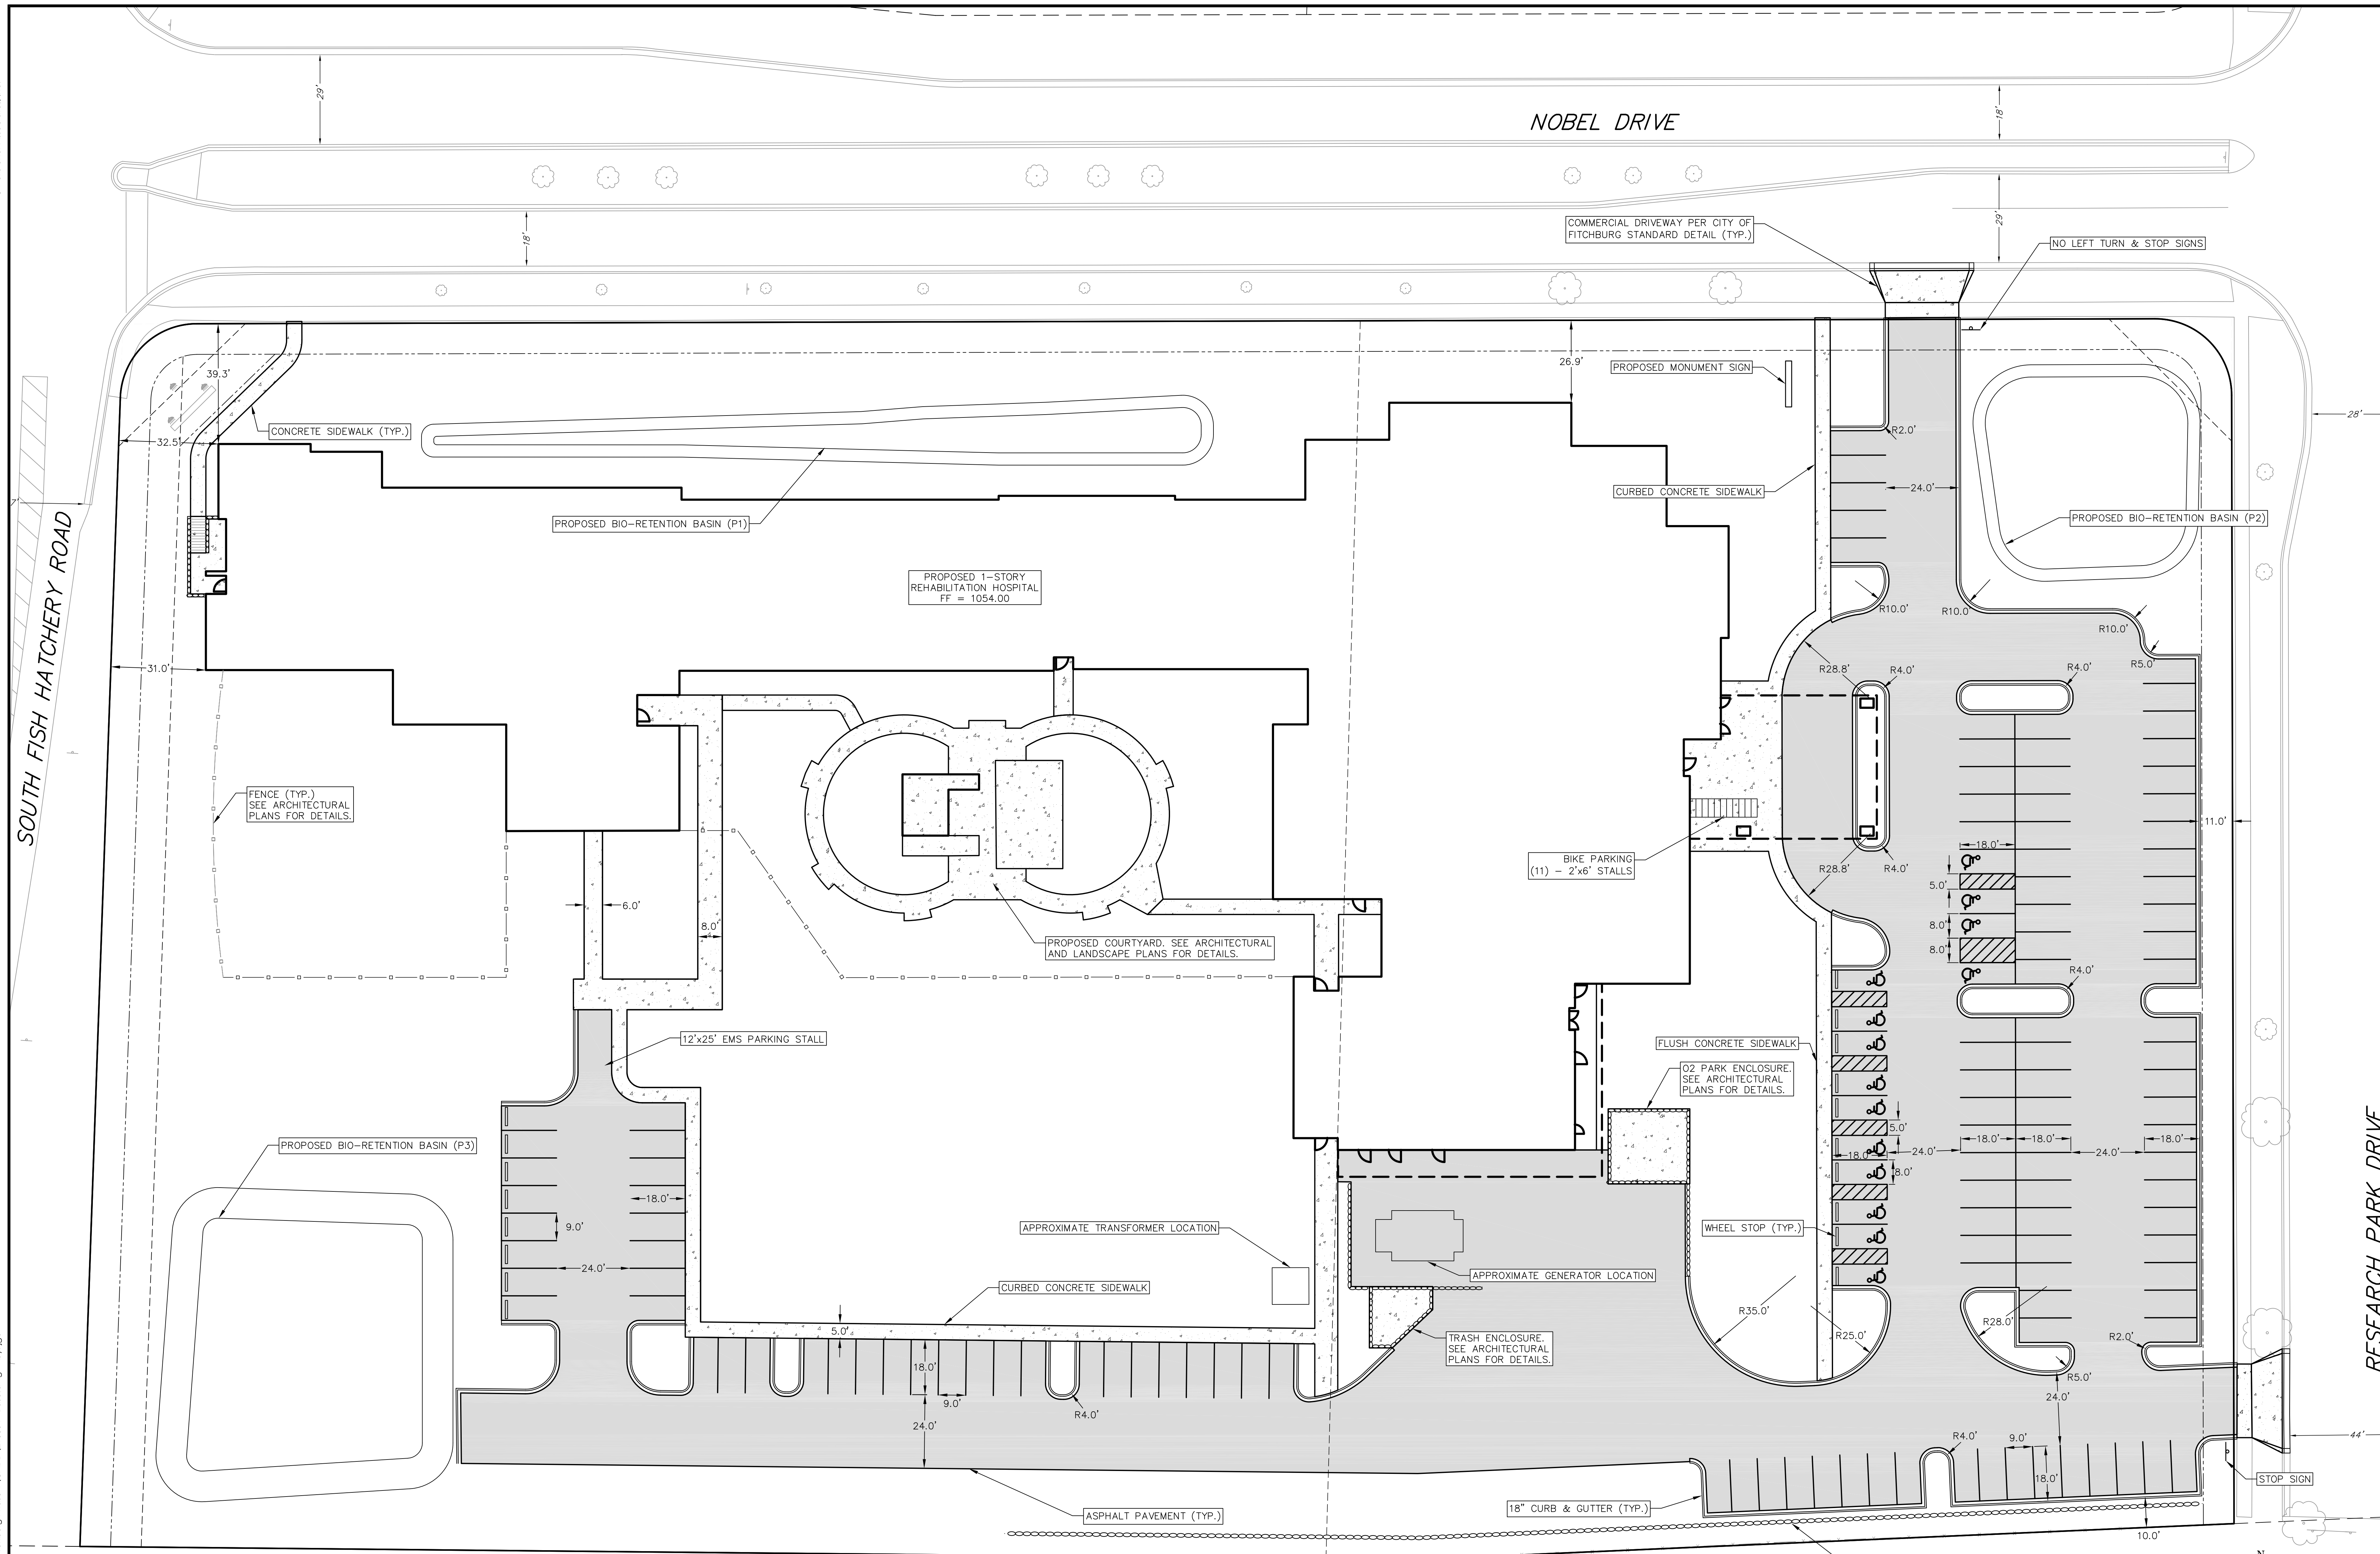 29'
18'
NOBEL DRIVE
18'
29'
COMMERCIAL DRIVEWAY PER CITY OF
FITCHBURG STANDARD DETAIL (TYP.)
NO LEFT TURN & STOP SIGNS
39.3'
26.9'
PROPOSED MONUMENT SIGN
28'
CONCRETE SIDEWALK (TYP.)
32.5'
R2.0'
7'
CURBED CONCRETE SIDEWALK
24.0'
PROPOSED BIO-RETENTION BASIN (P1)
PROPOSED BIO-RETENTION BASIN (P2)
SOUTH FISH HATCHERY ROAD
PROPOSED 1-STORY
REHABILITATION HOSPITAL
FF = 1054.00
R10.0'
R10.0'
R10.0'
31.0'
R28.8'
R4.0'
R4.0'
R5.0'
FENCE (TYP.)
SEE ARCHITECTURAL
PLANS FOR DETAILS.
11.0'
BIKE PARKING
(11) - 2'x6' STALLS
18.0'
R28.8'
R4.0'
5.0'
6.0'
8.0'
8.0'
8.0'
PROPOSED COURTYARD. SEE ARCHITECTURAL
AND LANDSCAPE PLANS FOR DETAILS.
R4.0'
12'x25' EMS PARKING STALL
FLUSH CONCRETE SIDEWALK
O2 PARK ENCLOSURE.
SEE ARCHITECTURAL
PLANS FOR DETAILS.
PROPOSED BIO-RETENTION BASIN (P3)
5.0'
18.0'
24.0'
18.0'
18.0'
24.0'
18.0'
8.0'
RESEARCH PARK DRIVE
18.0'
9.0'
APPROXIMATE TRANSFORMER LOCATION
WHEEL STOP (TYP.)
24.0'
APPROXIMATE GENERATOR LOCATION
CURBED CONCRETE SIDEWALK
R35.0'
R25.0'
R28.0'
R2.0'
5.0'
TRASH ENCLOSURE.
SEE ARCHITECTURAL
PLANS FOR DETAILS.
18.0'
R5.0'
9.0'
R4.0'
24.0'
24.0'
R4.0'
9.0'
44'
18.0'
STOP SIGN
18" CURB & GUTTER (TYP.)
ASPHALT PAVEMENT (TYP.)
10.0'
N